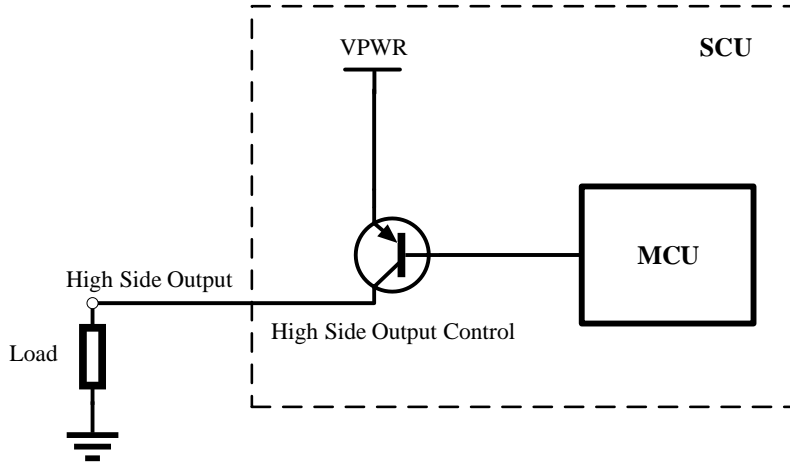 VPWR
SCU
MCU
High Side Output
High Side Output Control
Load